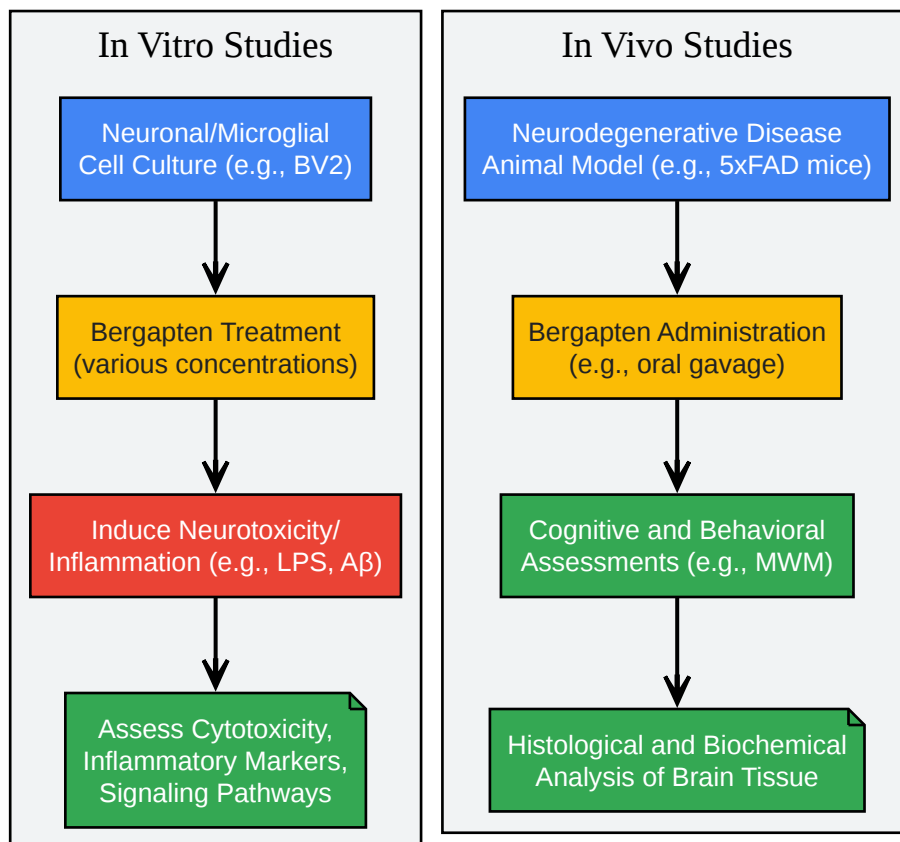 In Vitro Studies
Neuronal/Microglial
Cell Culture (e.g., BV2)
Bergapten Treatment
(various concentrations)
Induce Neurotoxicity/
Inflammation (e.g., LPS, Aβ)
Assess Cytotoxicity,
Inflammatory Markers,
Signaling Pathways
In Vivo Studies
Neurodegenerative Disease
Animal Model (e.g., 5xFAD mice)
Bergapten Administration
(e.g., oral gavage)
Cognitive and Behavioral
Assessments (e.g., MWM)
Histological and Biochemical
Analysis of Brain Tissue